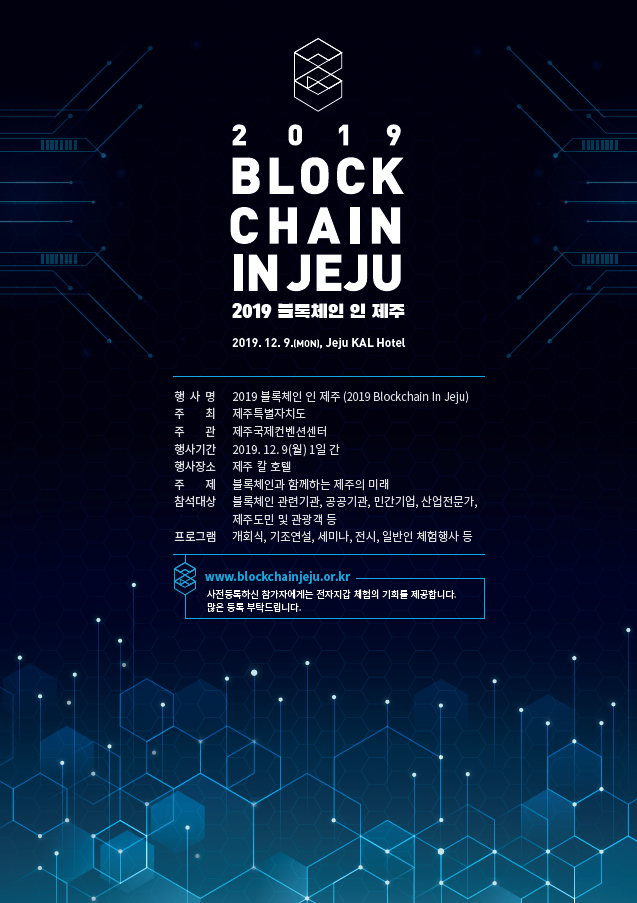 2019
BLOCK
CHAIN
IN JEJU
2019 블록체인 인 제주
2019. 12. 9.(MON), Jeju KAL Hotel
행 사 명 2019 블록체인 인 제주 (2019 Blockchain In Jeju)
주 최 제주특별자치도
주 관 제주국제컨벤션센터
행사기간 2019. 12. 9(월) 1일 간
행사장소 제주 칼 호텔
주 제 블록체인과 함께하는 제주의 미래
참석대상 블록체인 관련기관, 공공기관, 민간기업, 산업전문가,
제주도민 및 관광객 등
프로그램 개회식, 기조연설, 세미나, 전시, 일반인 체험행사 등
www.blockchainjeju.or.kr
사전등록하신 참가자에게는 전자지갑 체험의 기회를 제공합니다.
많은 등록 부탁드립니다.